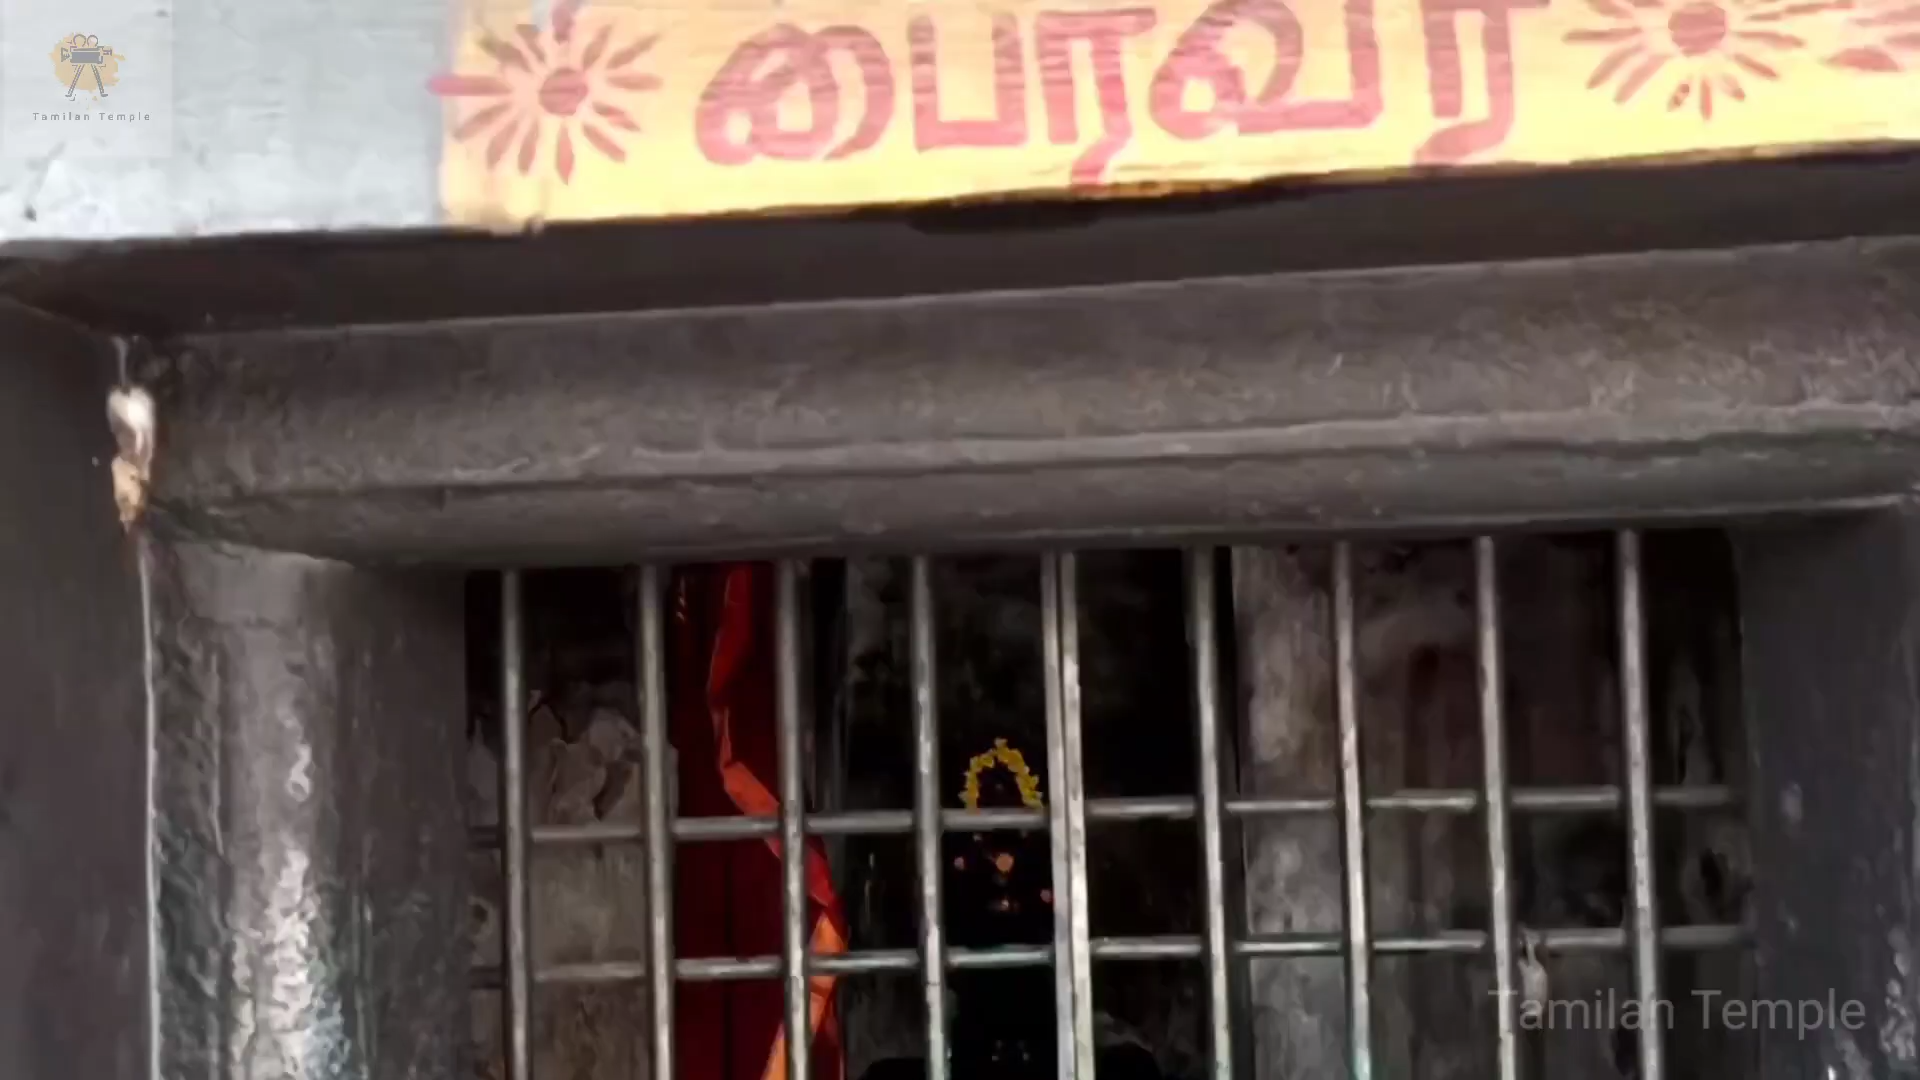 பைரவர்
Tamilan Temple
Tamilan Temple